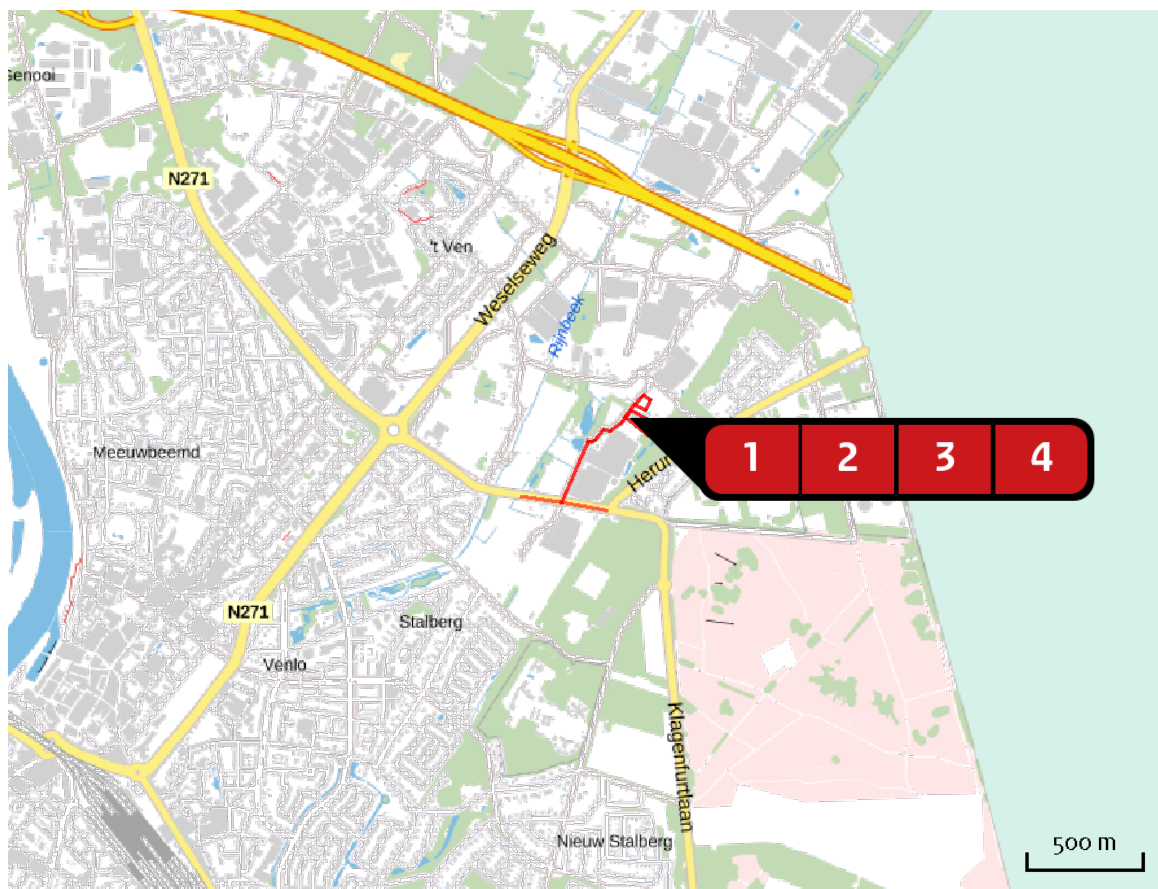 Genooi
N271
't Ven
Weselseweg
Rijnbeek
Meeuwbeemd
1 2 3 4
Herun
N271
Stalberg
Venlo
Klagenfurtlaan
Nieuw Stalberg
500 m